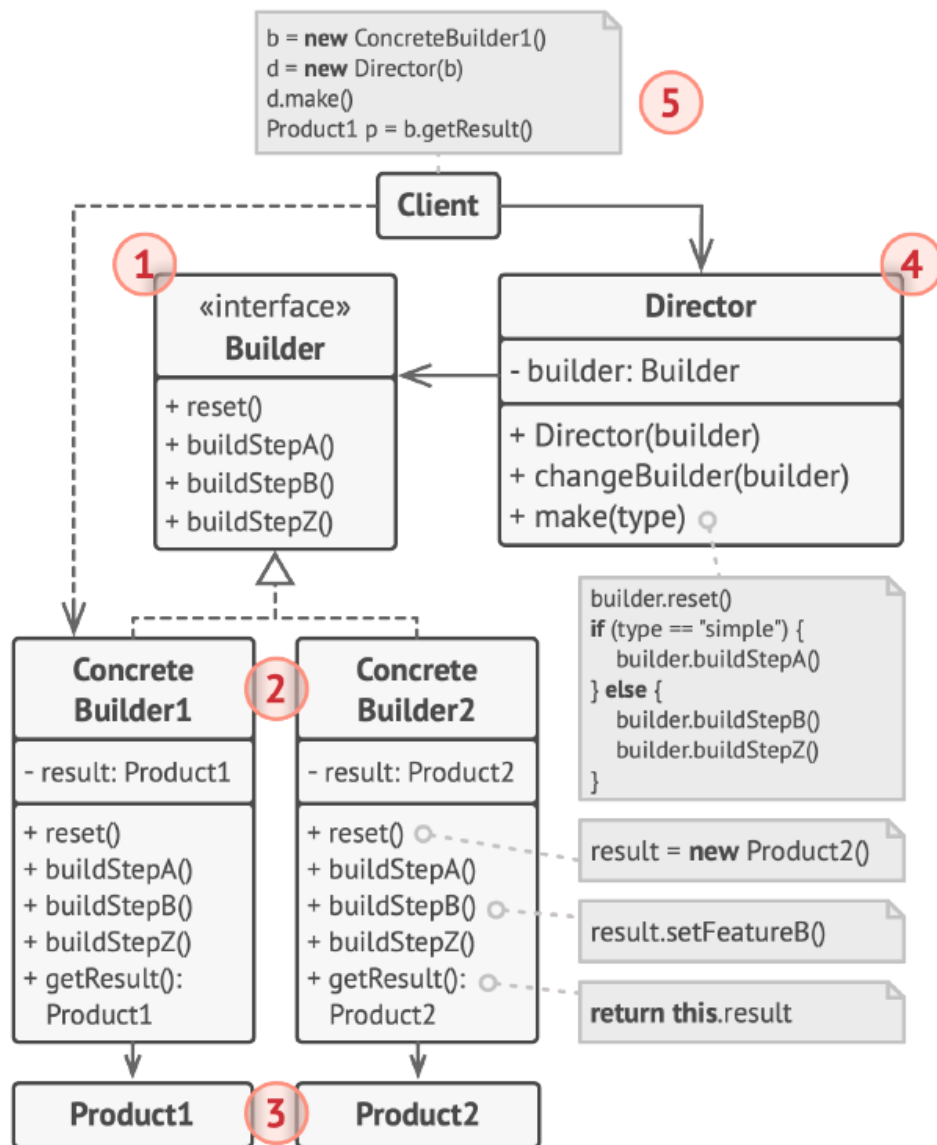 b = new ConcreteBuilder1()
d = new Director(b)
d.make()
Product1 p = b.getResult()
5
Client
1
«interface»
Builder
+ reset()
+ buildStepA()
+ buildStepB()
+ buildStepZ()
4
Director
- builder: Builder
+ Director(builder)
+ changeBuilder(builder)
+ make(type)
builder.reset()
if (type == "simple") {
builder.buildStepA()
} else {
builder.buildStepB()
builder.buildStepZ()
}
Concrete
Builder1
- result: Product1
+ reset()
+ buildStepA()
+ buildStepB()
+ buildStepZ()
+ getResult():
Product1
2
Concrete
Builder2
- result: Product2
+ reset()
+ buildStepA()
+ buildStepB()
+ buildStepZ()
+ getResult():
Product2
result = new Product2()
result.setFeatureB()
return this.result
Product1
3
Product2